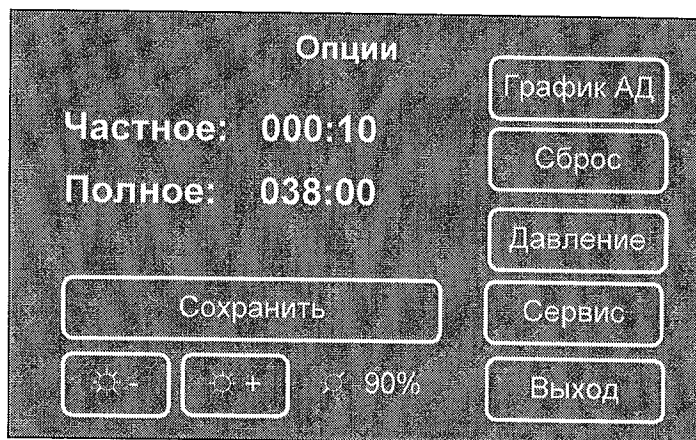 Опции
График АД
Частное: 000:10
Сброс
Полное: 038:00
Давление
Сохранить
Сервис
- + 90%
Выход